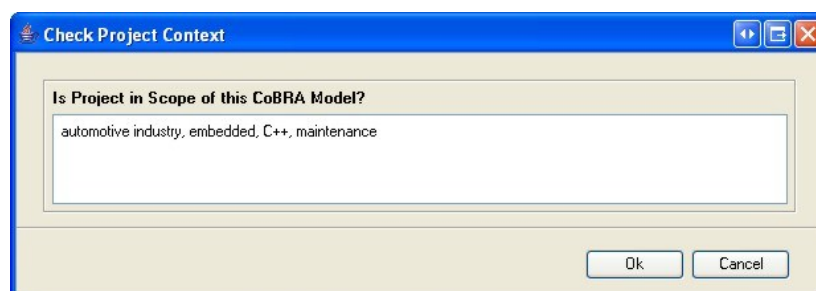 Check Project Context
Is Project in Scope of this CoBRA Model?
automotive industry, embedded, C++, maintenance
Ok Cancel